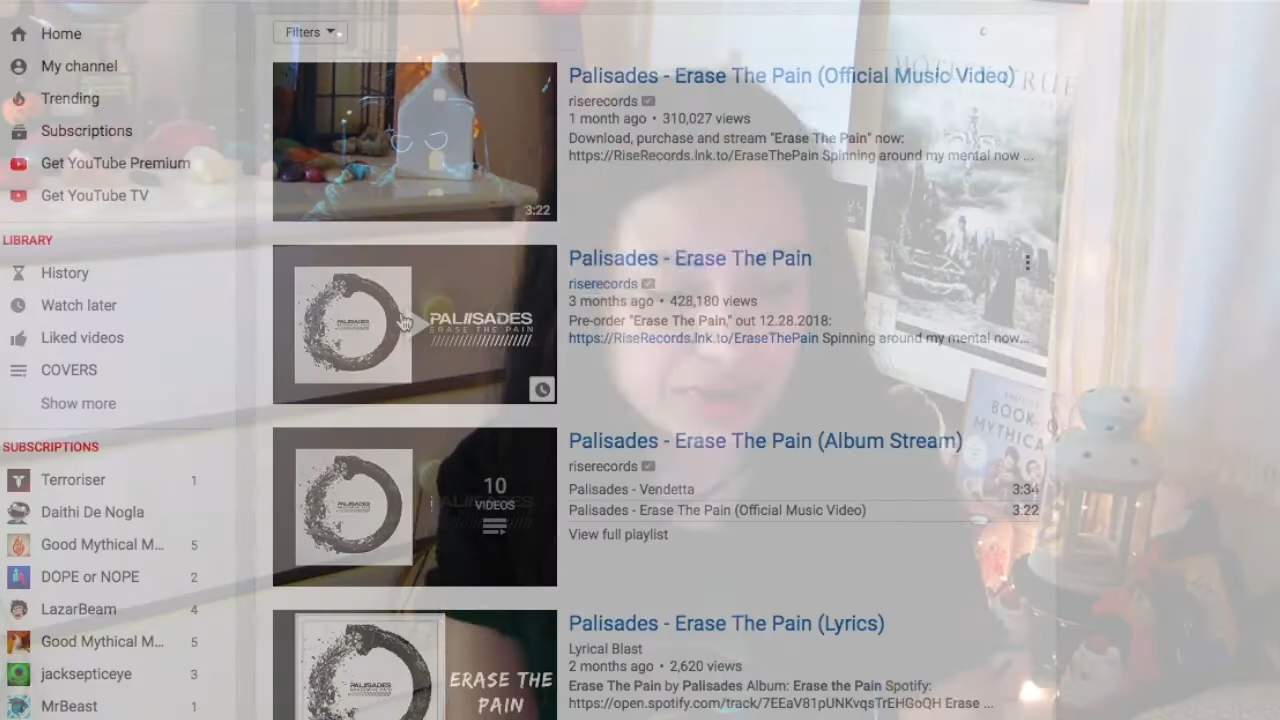 Home
My channel
Trending
Subscriptions
Get YouTube Premium
Get YouTube TV
LIBRARY
History
Watch later
Liked videos
COVERS
Show more
SUBSCRIPTIONS
Terroriser 1
Daithi De Nogla
Good Mythical M... 5
DOPE or NOPE 2
LazarBeam 4
Good Mythical M... 5
jacksepticeye 3
MrBeast 1
Filters
3:22
Palisades - Erase The Pain (Official Music Video)
riserecords
1 month ago • 310,027 views
Download, purchase and stream "Erase The Pain" now:
https://RiseRecords.lnk.to/EraseThePain Spinning around my mental now ...
PALIISADES
ERASE THE PAIN
Palisades - Erase The Pain
riserecords
3 months ago • 428,180 views
Pre-order "Erase The Pain," out 12.28.2018:
https://RiseRecords.lnk.to/EraseThePain Spinning around my mental now...
10
VIDEOS
Palisades - Erase The Pain (Album Stream)
riserecords
Palisades - Vendetta 3:34
Palisades - Erase The Pain (Official Music Video) 3:22
View full playlist
ERASE THE
PAIN
Palisades - Erase The Pain (Lyrics)
Lyrical Blast
2 months ago • 2,620 views
Erase The Pain by Palisades Album: Erase the Pain Spotify:
https://open.spotify.com/track/7EEaV81pUNKvqsTrEHGoQH Erase ...
BOOK
MYTHICA